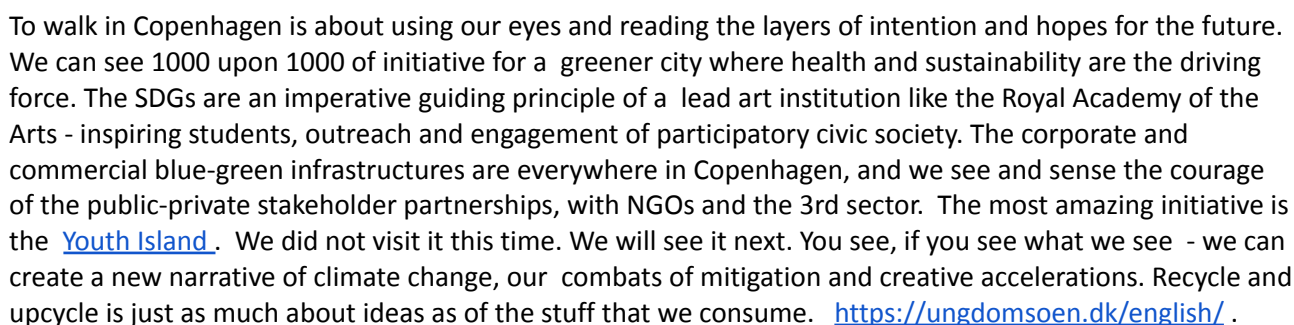 To walk in Copenhagen is about using our eyes and reading the layers of intention and hopes for the future.
We can see 1000 upon 1000 of initiative for a  greener city where health and sustainability are the driving
force. The SDGs are an imperative guiding principle of a  lead art institution like the Royal Academy of the
Arts - inspiring students, outreach and engagement of participatory civic society. The corporate and
commercial blue-green infrastructures are everywhere in Copenhagen, and we see and sense the courage
of the public-private stakeholder partnerships, with NGOs and the 3rd sector.  The most amazing initiative is
the  Youth Island .  We did not visit it this time. We will see it next. You see, if you see what we see  - we can
create a new narrative of climate change, our  combats of mitigation and creative accelerations. Recycle and
upcycle is just as much about ideas as of the stuff that we consume.   https://ungdomsoen.dk/english/ .